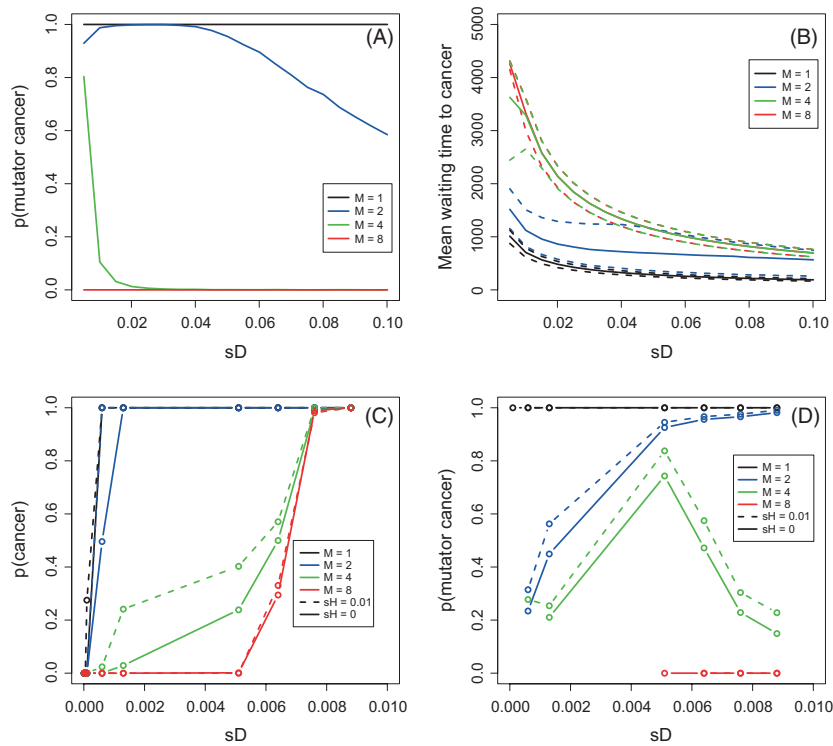 (A)
p(mutator cancer)
0.0 0.2 0.4 0.6 0.8 1.0
M = 1
M = 2
M = 4
M = 8
0.02 0.04 0.06 0.08 0.10
sD
(B)
Mean waiting time to cancer
0 1000 2000 3000 4000 5000
M = 1
M = 2
M = 4
M = 8
0.02 0.04 0.06 0.08 0.10
sD
(C)
p(cancer)
0.0 0.2 0.4 0.6 0.8 1.0
M = 1
M = 2
M = 4
M = 8
sH = 0.01
sH = 0
0.000 0.002 0.004 0.006 0.008 0.010
sD
(D)
p(mutator cancer)
0.0 0.2 0.4 0.6 0.8 1.0
M = 1
M = 2
M = 4
M = 8
sH = 0.01
sH = 0
0.000 0.002 0.004 0.006 0.008 0.010
sD